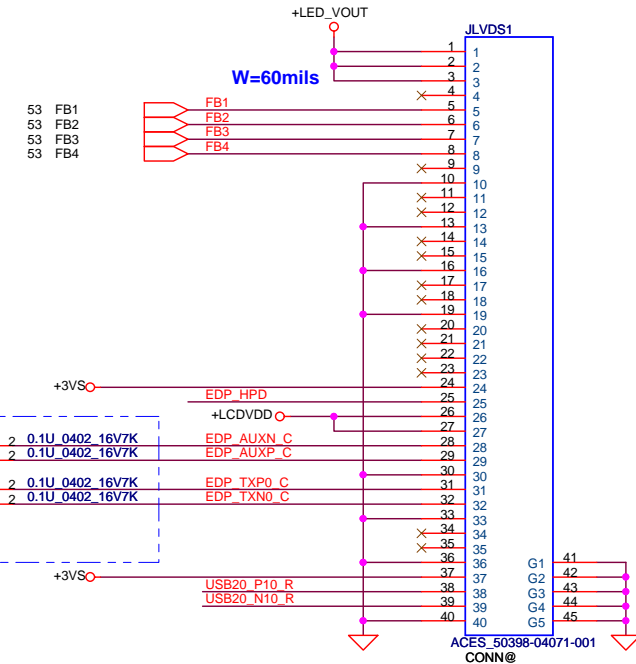 +LED_VOUT
JLVDS1
W=60mils
1 1
2 2
3 3
4 4
53 FB1 FB1 5 5
53 FB2 FB2 6 6
53 FB3 FB3 7 7
53 FB4 FB4 8 8
9 9
10 10
11 11
12 12
13 13
14 14
15 15
16 16
17 17
18 18
19 19
20 20
21 21
22 22
23 23
+3VS 24 24
EDP_HPD 25 25
+LCDVDD 26 26
27 27
2 0.1U_0402_16V7K EDP_AUXN_C 28 28
2 0.1U_0402_16V7K EDP_AUXP_C 29 29
30 30
2 0.1U_0402_16V7K EDP_TXP0_C 31 31
2 0.1U_0402_16V7K EDP_TXN0_C 32 32
33 33
34 34
35 35
36 36 G1 41
+3VS 37 37 G2 42
USB20_P10_R 38 38 G3 43
USB20_N10_R 39 39 G4 44
40 40 G5 45
ACES_50398-04071-001
CONN@